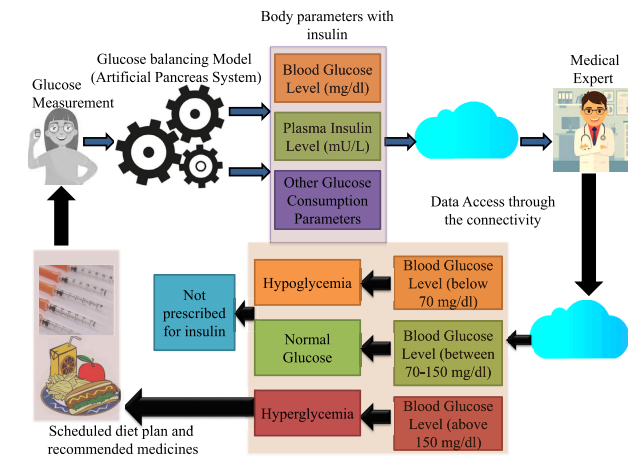 Body parameters with
insulin
Glucose balancing Model
(Artificial Pancreas System)
Glucose
Measurement
Medical
Expert
Blood Glucose
Level (mg/dl)
Plasma Insulin
Level (mU/L)
Other Glucose
Consumption
Parameters
Data Access through
the connectivity
Not
prescribed
for insulin
Hypoglycemia
Blood Glucose
Level (below
70 mg/dl)
Normal
Glucose
Blood Glucose
Level (between
70-150 mg/dl)
Hyperglycemia
Blood Glucose
Level (above
150 mg/dl)
Scheduled diet plan and
recommended medicines